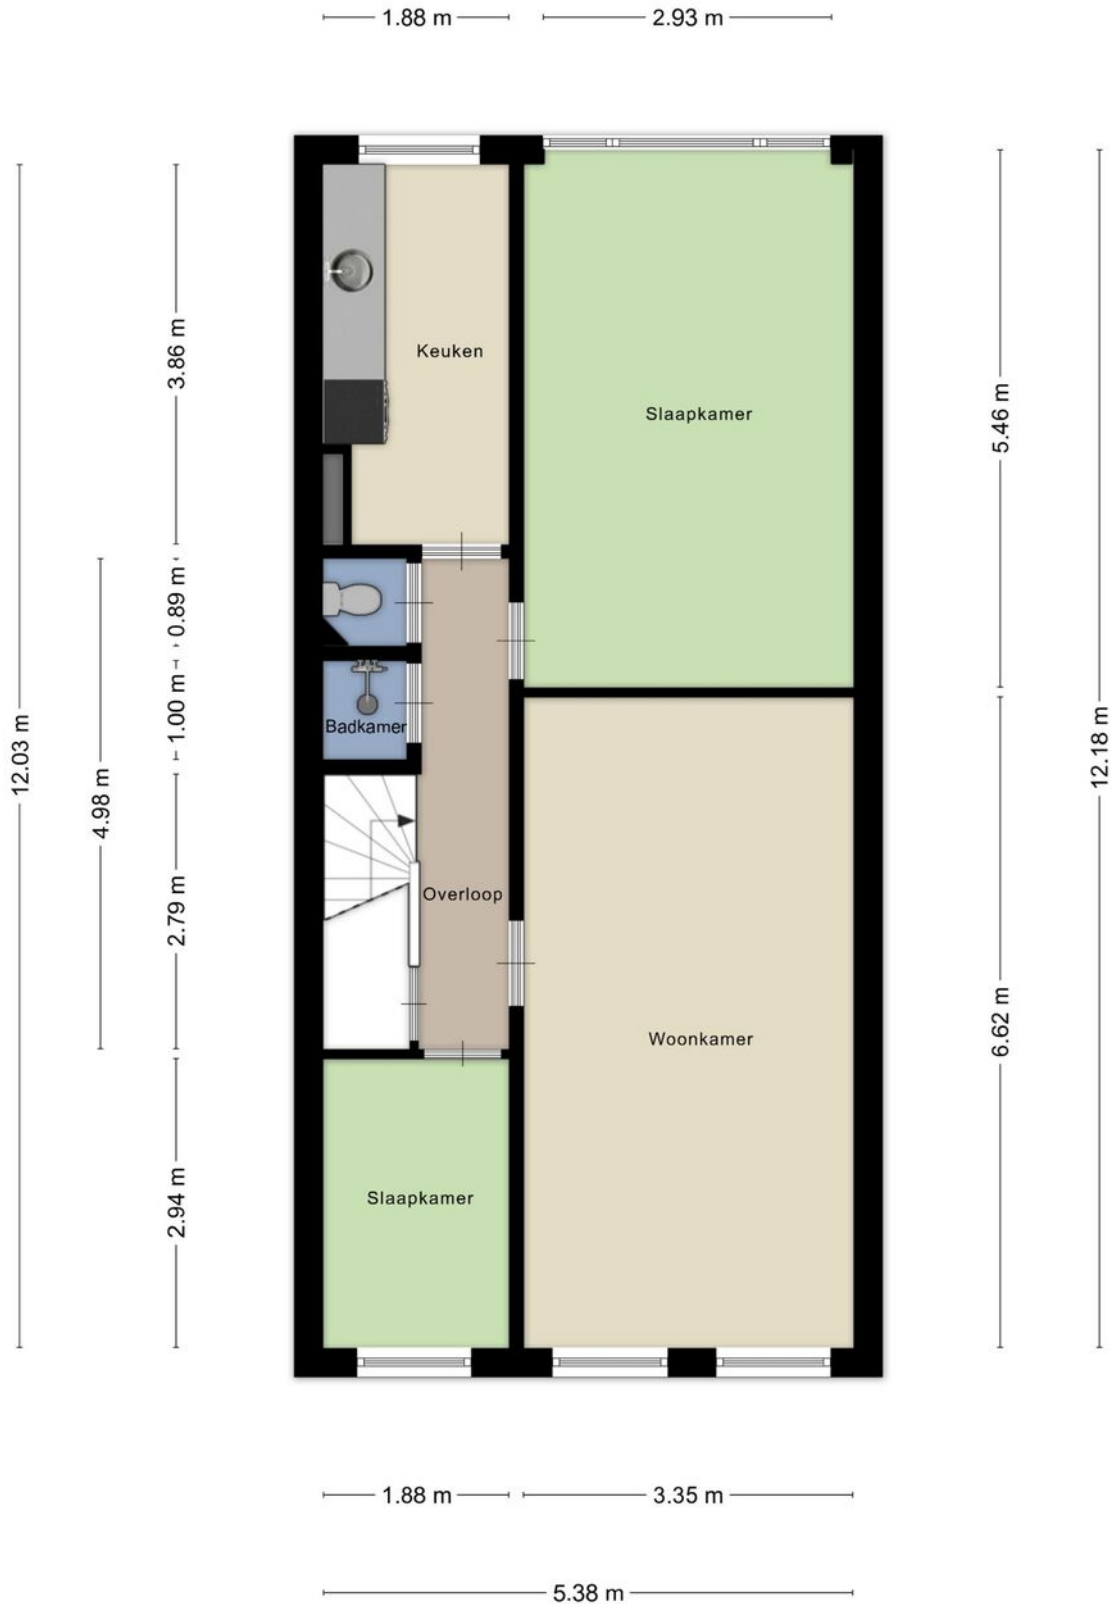 1.88 m
2.93 m
Keuken
3.86 m
Slaapkamer
5.46 m
0.89 m
1.00 m
Badkamer
12.03 m
12.18 m
4.98 m
2.79 m
Overloop
Woonkamer
6.62 m
Slaapkamer
2.94 m
1.88 m
3.35 m
5.38 m